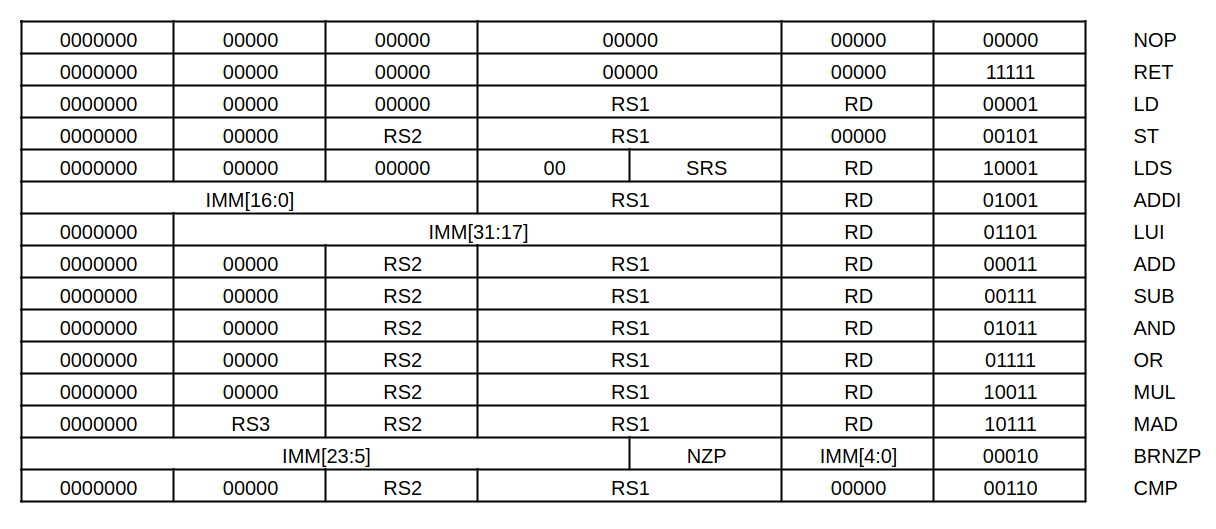 0000000 00000 00000 00000 00000 00000 NOP
0000000 00000 00000 00000 00000 11111 RET
0000000 00000 00000 RS1 RD 00001 LD
0000000 00000 RS2 RS1 00000 00101 ST
0000000 00000 00000 00 SRS RD 10001 LDS
IMM[16:0] RS1 RD 01001 ADDI
0000000 IMM[31:17] RD 01101 LUI
0000000 00000 RS2 RS1 RD 00011 ADD
0000000 00000 RS2 RS1 RD 00111 SUB
0000000 00000 RS2 RS1 RD 01011 AND
0000000 00000 RS2 RS1 RD 01111 OR
0000000 00000 RS2 RS1 RD 10011 MUL
0000000 RS3 RS2 RS1 RD 10111 MAD
IMM[23:5] NZP IMM[4:0] 00010 BRNZP
0000000 00000 RS2 RS1 00000 00110 CMP